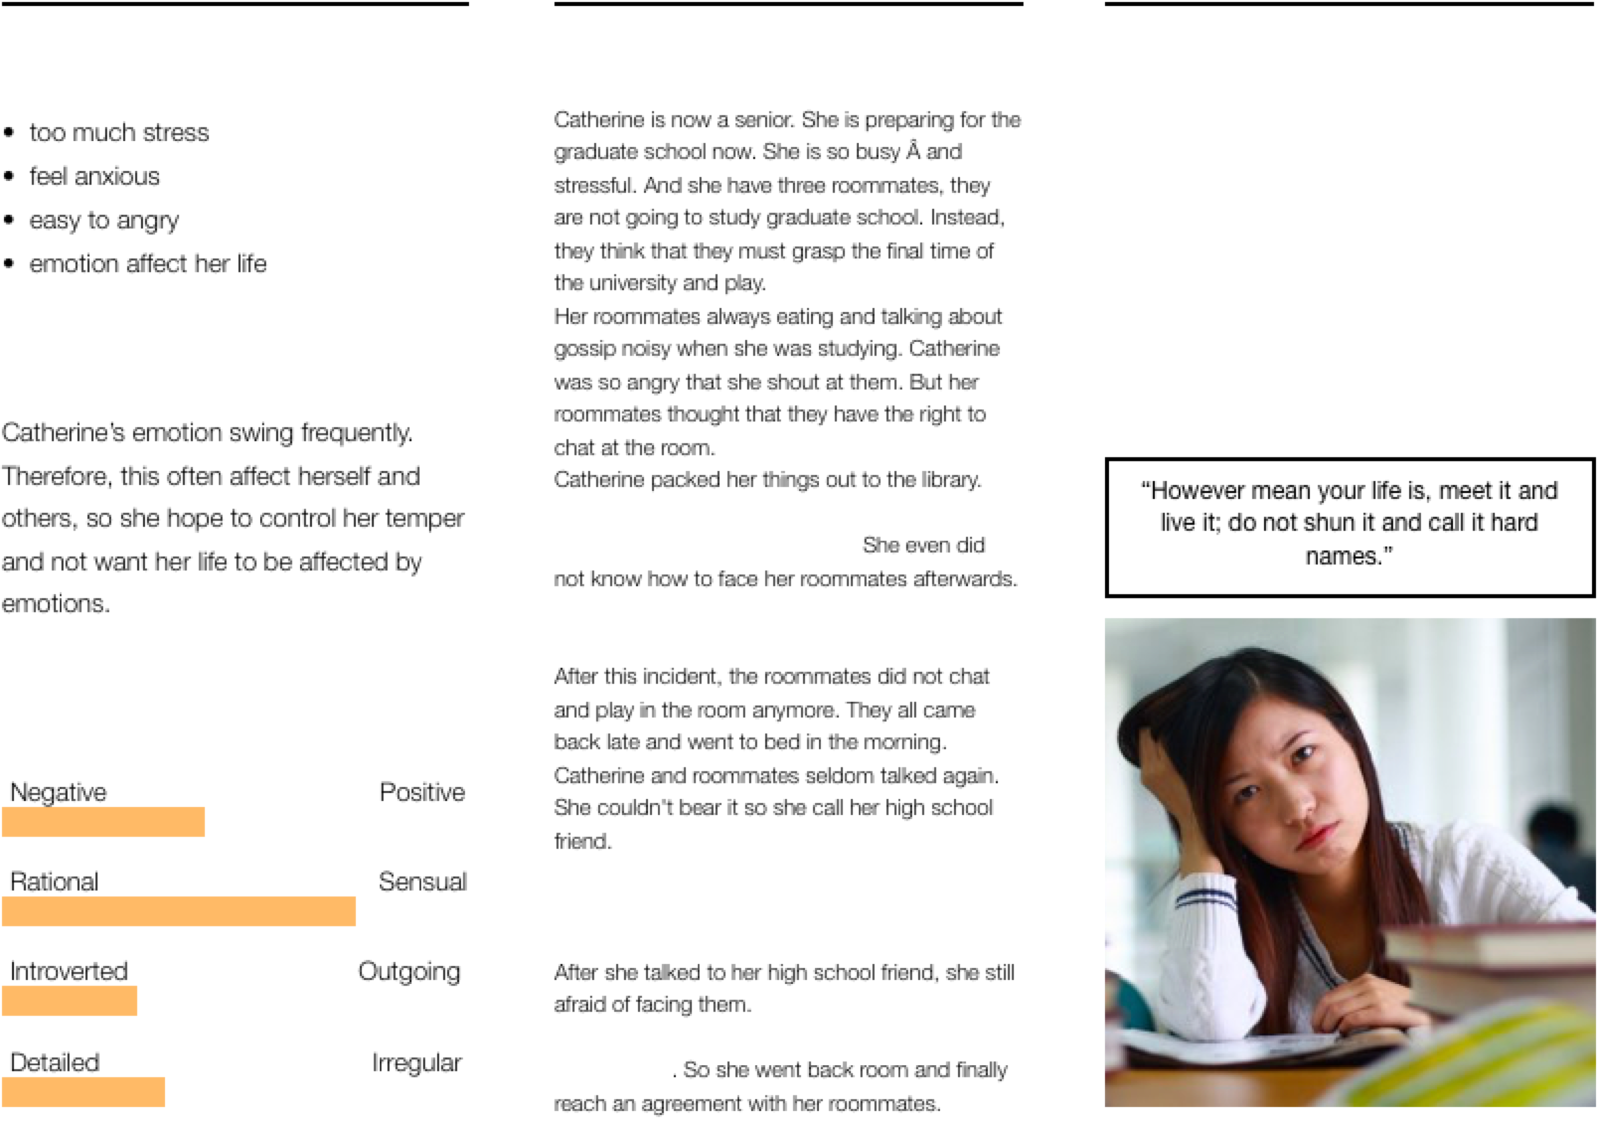 • too much stress
• feel anxious
• easy to angry
• emotion affect her life
Catherine’s emotion swing frequently.
Therefore, this often affect herself and
others, so she hope to control her temper
and not want her life to be affected by
emotions.
Negative Positive
Rational Sensual
Introverted Outgoing
Detailed Irregular
Catherine is now a senior. She is preparing for the
graduate school now. She is so busy Â and
stressful. And she have three roommates, they
are not going to study graduate school. Instead,
they think that they must grasp the final time of
the university and play.
Her roommates always eating and talking about
gossip noisy when she was studying. Catherine
was so angry that she shout at them. But her
roommates thought that they have the right to
chat at the room.
Catherine packed her things out to the library.
She even did
not know how to face her roommates afterwards.
After this incident, the roommates did not chat
and play in the room anymore. They all came
back late and went to bed in the morning.
Catherine and roommates seldom talked again.
She couldn't bear it so she call her high school
friend.
After she talked to her high school friend, she still
afraid of facing them.
. So she went back room and finally
reach an agreement with her roommates.
“However mean your life is, meet it and
live it; do not shun it and call it hard
names.”